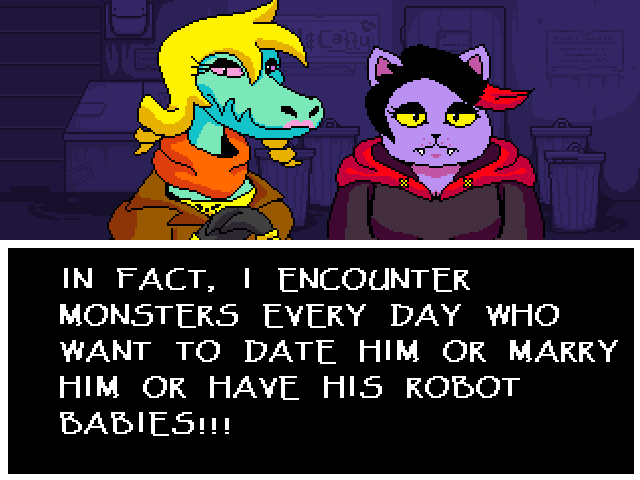 & Catty
IN FACT, I ENCOUNTER
MONSTERS EVERY DAY WHO
WANT TO DATE HIM OR MARRY
HIM OR HAVE HIS ROBOT
BABIES!!!